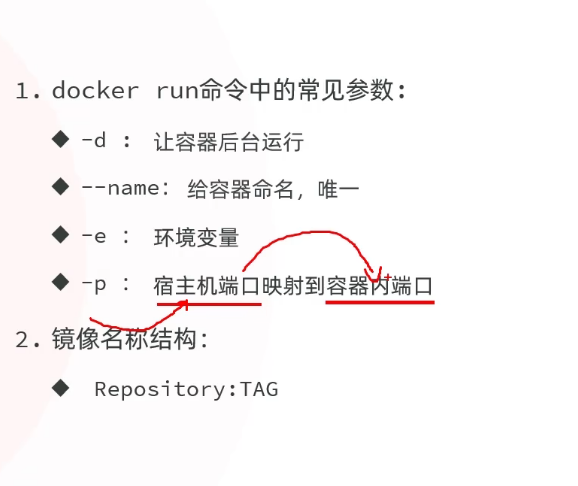 1. docker run命令中的常见参数:
◆ -d : 让容器后台运行
◆ --name: 给容器命名，唯一
◆ -e : 环境变量
◆ -p : 宿主机端口映射到容器内端口
2. 镜像名称结构:
◆ Repository:TAG